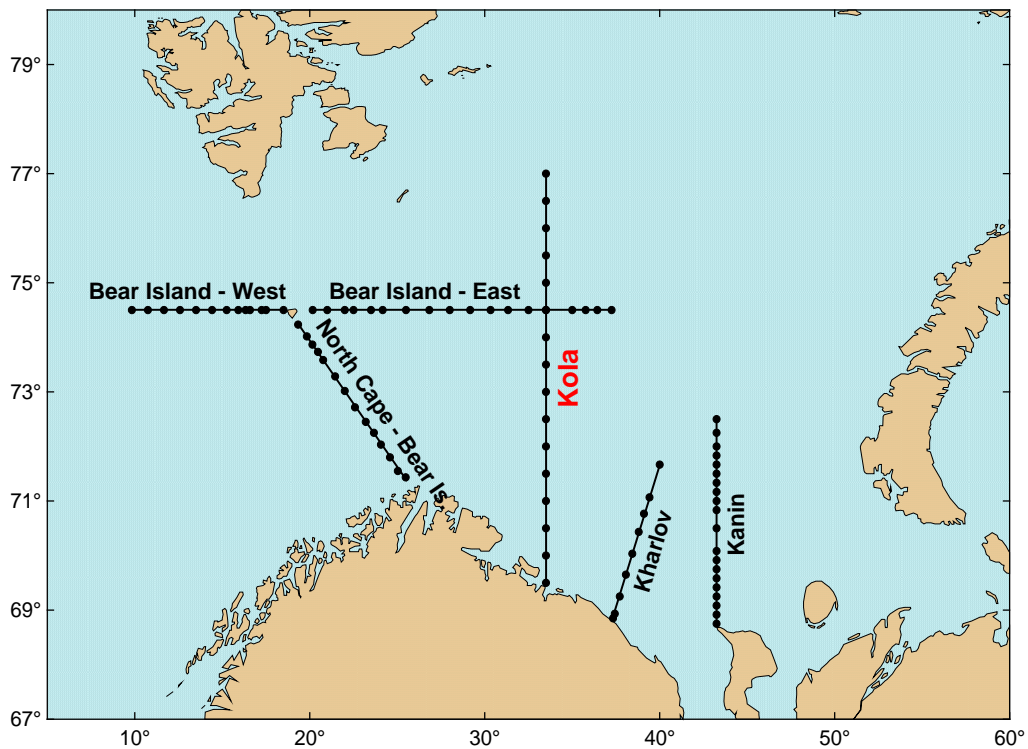 79°
77°
75°
Bear Island - West
Bear Island - East
North Cape - Bear Is.
Kola
73°
71°
Kharlov
Kanin
69°
67°
10°
20°
30°
40°
50°
60°